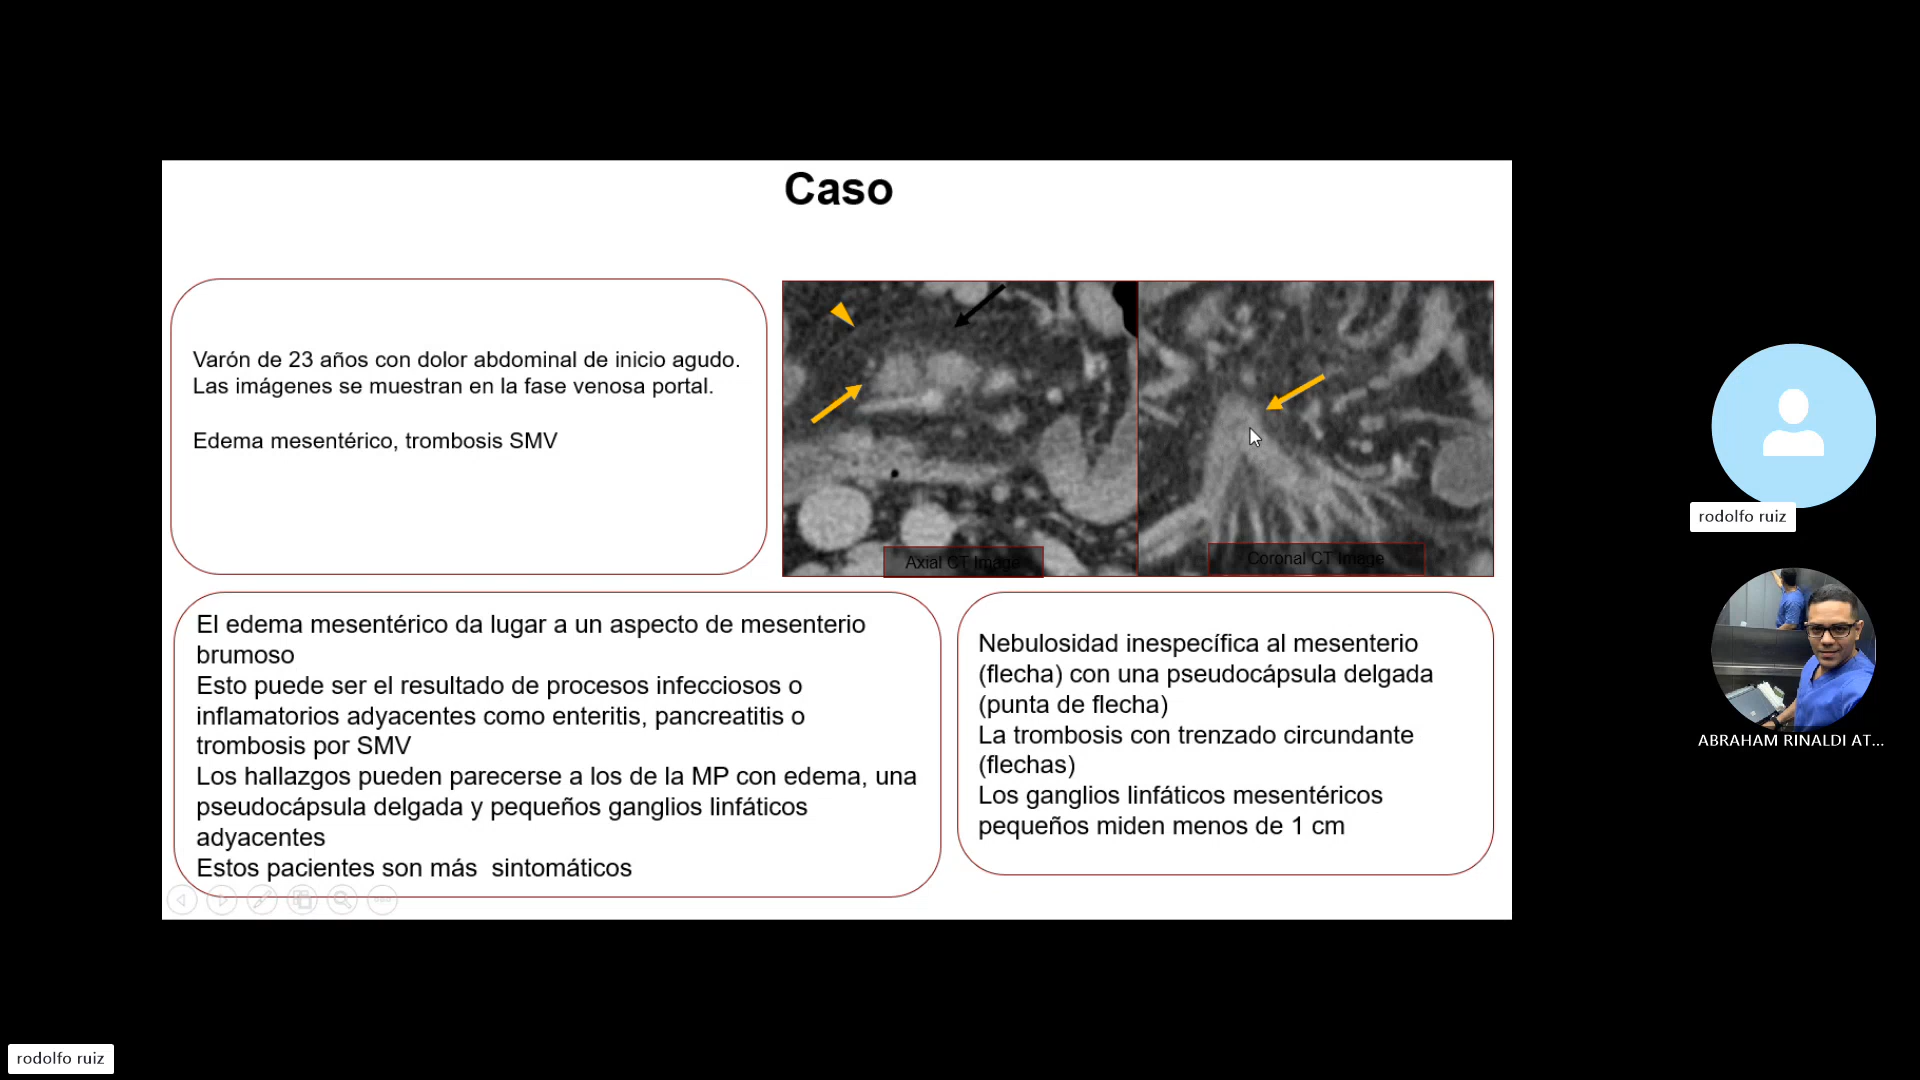 Caso
Varón de 23 años con dolor abdominal de inicio agudo.
Las imágenes se muestran en la fase venosa portal.
Edema mesentérico, trombosis SMV
Axial CT Image
Coronal CT Image
El edema mesentérico da lugar a un aspecto de mesenterio
brumoso
Esto puede ser el resultado de procesos infecciosos o
inflamatorios adyacentes como enteritis, pancreatitis o
trombosis por SMV
Los hallazgos pueden parecerse a los de la MP con edema, una
pseudocápsula delgada y pequeños ganglios linfáticos
adyacentes
Estos pacientes son más  sintomáticos
Nebulosidad inespecífica al mesenterio
(flecha) con una pseudocápsula delgada
(punta de flecha)
La trombosis con trenzado circundante
(flechas)
Los ganglios linfáticos mesentéricos
pequeños miden menos de 1 cm
rodolfo ruiz
ABRAHAM RINALDI AT...
rodolfo ruiz